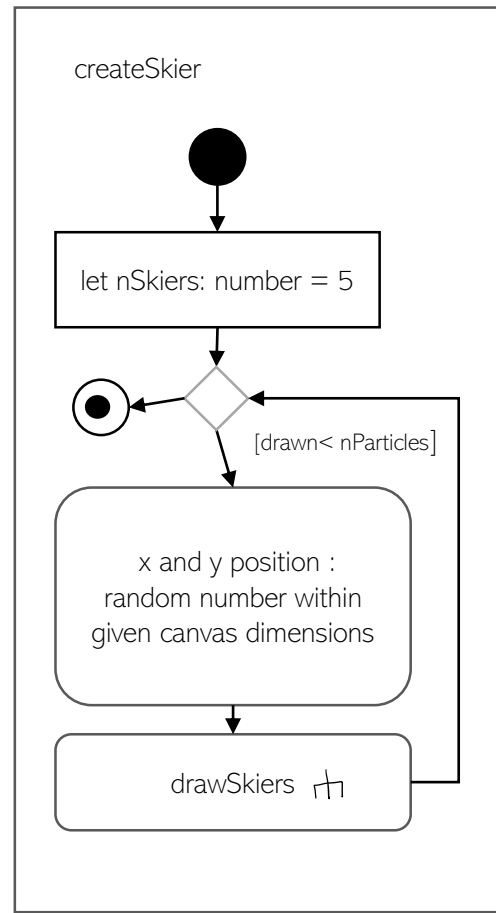 createSkier
let nSkiers: number = 5
[drawn< nParticles]
x and y position :
random number within
given canvas dimensions
drawSkiers